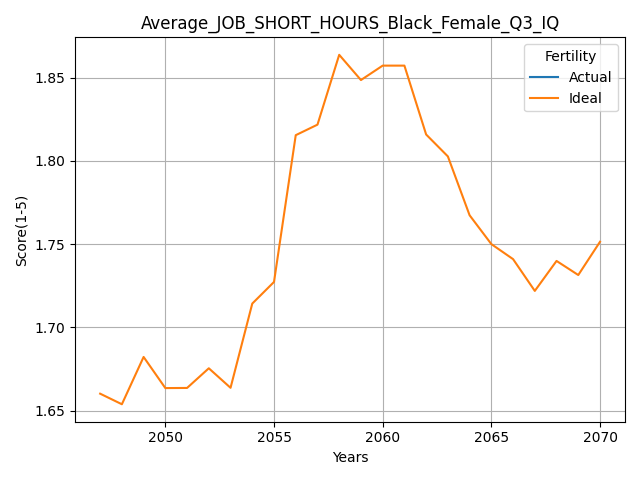 Average_JOB_SHORT_HOURS_Black_Female_Q3_IQ
Fertility
Actual
Ideal
Score(1-5)
1.85
1.80
1.75
1.70
1.65
2050 2055 2060 2065 2070
Years